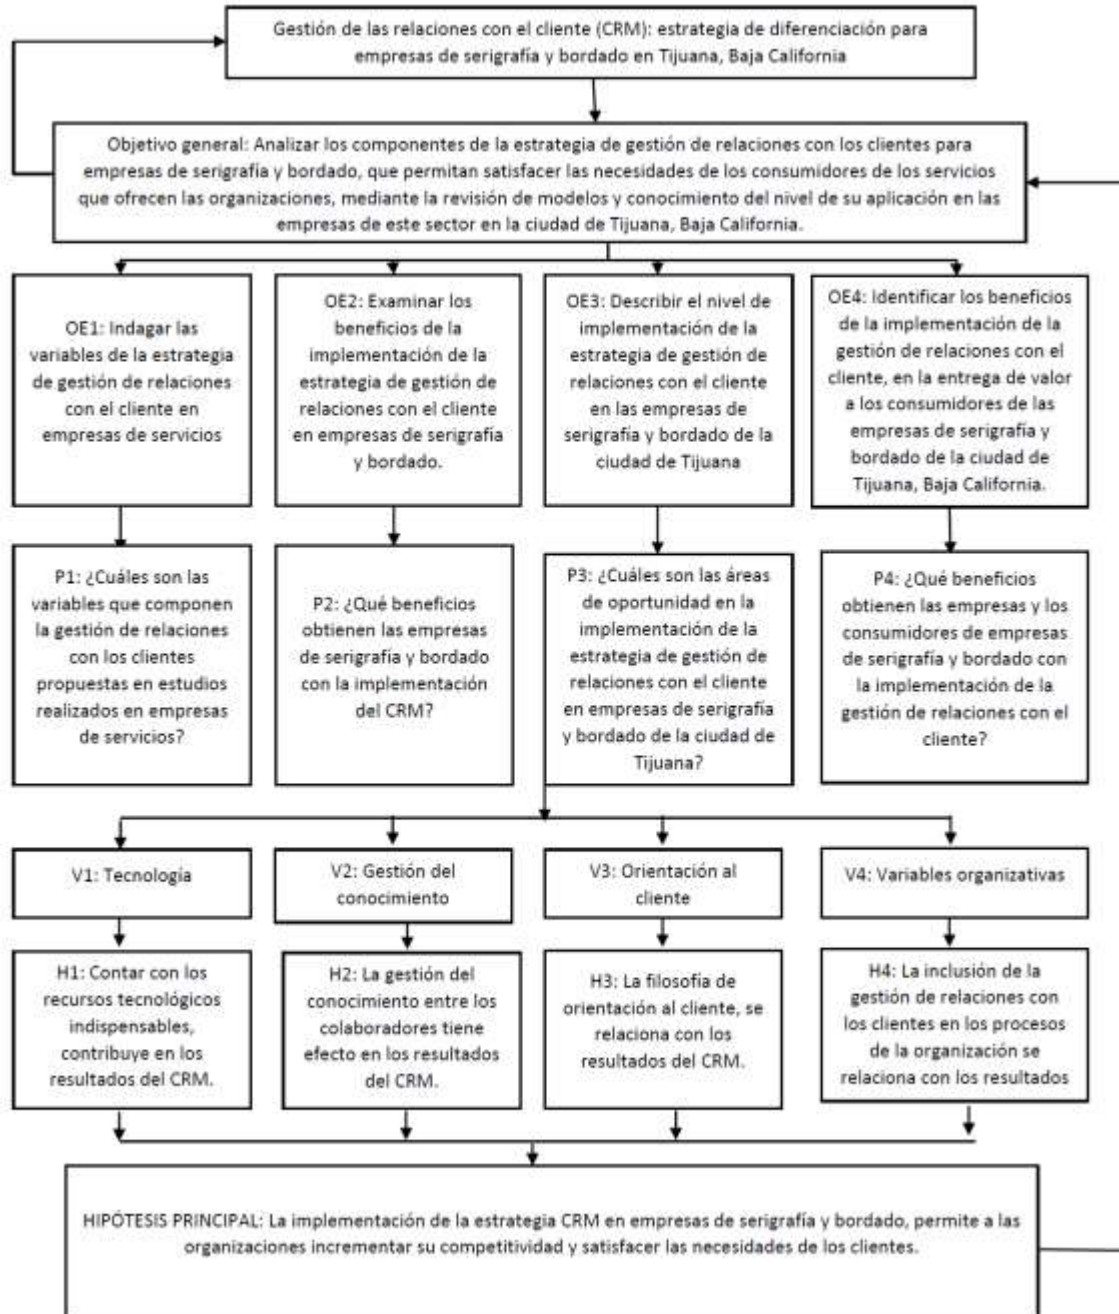 Gestión de las relaciones con el cliente (CRM): estrategia de diferenciación para
empresas de serigrafía y bordado en Tijuana, Baja California
Objetivo general: Analizar los componentes de la estrategia de gestión de relaciones con los clientes para
empresas de serigrafía y bordado, que permitan satisfacer las necesidades de los consumidores de los servicios
que ofrecen las organizaciones, mediante la revisión de modelos y conocimiento del nivel de su aplicación en las
empresas de este sector en la ciudad de Tijuana, Baja California.
OE1: Indagar las
variables de la estrategia
de gestión de relaciones
con el cliente en
empresas de servicios
OE2: Examinar los
beneficios de la
implementación de la
estrategia de gestión de
relaciones con el cliente
en empresas de serigrafía
y bordado.
OE3: Describir el nivel de
implementación de la
estrategia de gestión de
relaciones con el cliente
en las empresas de
serigrafía y bordado de la
ciudad de Tijuana
OE4: Identificar los beneficios
de la implementación de la
gestión de relaciones con el
cliente, en la entrega de valor
a los consumidores de las
empresas de serigrafía y
bordado de la ciudad de
Tijuana, Baja California.
P1: ¿Cuáles son las
variables que componen
la gestión de relaciones
con los clientes
propuestas en estudios
realizados en empresas
de servicios?
P2: ¿Qué beneficios
obtienen las empresas
de serigrafía y bordado
con la implementación
del CRM?
P3: ¿Cuáles son las áreas
de oportunidad en la
implementación de la
estrategia de gestión de
relaciones con el cliente
en empresas de serigrafía
y bordado de la ciudad de
Tijuana?
P4: ¿Qué beneficios
obtienen las empresas y los
consumidores de empresas
de serigrafía y bordado con
la implementación de la
gestión de relaciones con el
cliente?
V1: Tecnología
V2: Gestión del
conocimiento
V3: Orientación al
cliente
V4: Variables organizativas
H1: Contar con los
recursos tecnológicos
indispensables,
contribuye en los
resultados del CRM.
H2: La gestión del
conocimiento entre los
colaboradores tiene
efecto en los resultados
del CRM.
H3: La filosofía de
orientación al cliente, se
relaciona con los
resultados del CRM.
H4: La inclusión de la
gestión de relaciones con
los clientes en los procesos
de la organización se
relaciona con los resultados
HIPÓTESIS PRINCIPAL: La implementación de la estrategia CRM en empresas de serigrafía y bordado, permite a las
organizaciones incrementar su competitividad y satisfacer las necesidades de los clientes.